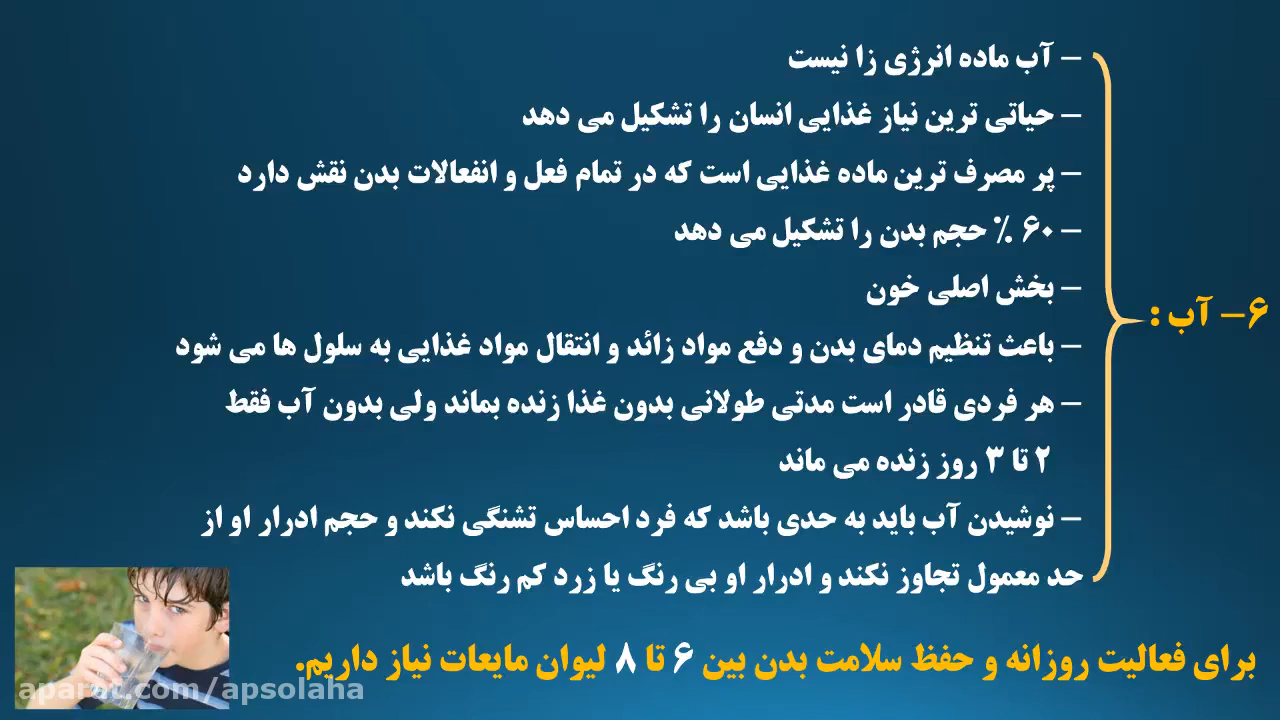 - آب ماده انرژی زا نیست
- حیاتی ترین نیاز غذایی انسان را تشکیل می دهد
- پر مصرف ترین ماده غذایی است که در تمام فعل و انفعالات بدن نقش دارد
- ۶۰ % حجم بدن را تشکیل می دهد
- بخش اصلی خون
۶- آب :
- باعث تنظیم دمای بدن و دفع مواد زائد و انتقال مواد غذایی به سلول ها می شود
- هر فردی قادر است مدتی طولانی بدون غذا زنده بماند ولی بدون آب فقط
۲ تا ۳ روز زنده می ماند
- نوشیدن آب باید به حدی باشد که فرد احساس تشنگی نکند و حجم ادرار او از
حد معمول تجاوز نکند و ادرار او بی رنگ یا زرد کم رنگ باشد
برای فعالیت روزانه و حفظ سلامت بدن بین ۶ تا ۸ لیوان مایعات نیاز داریم.
aparat.com/apsolaha